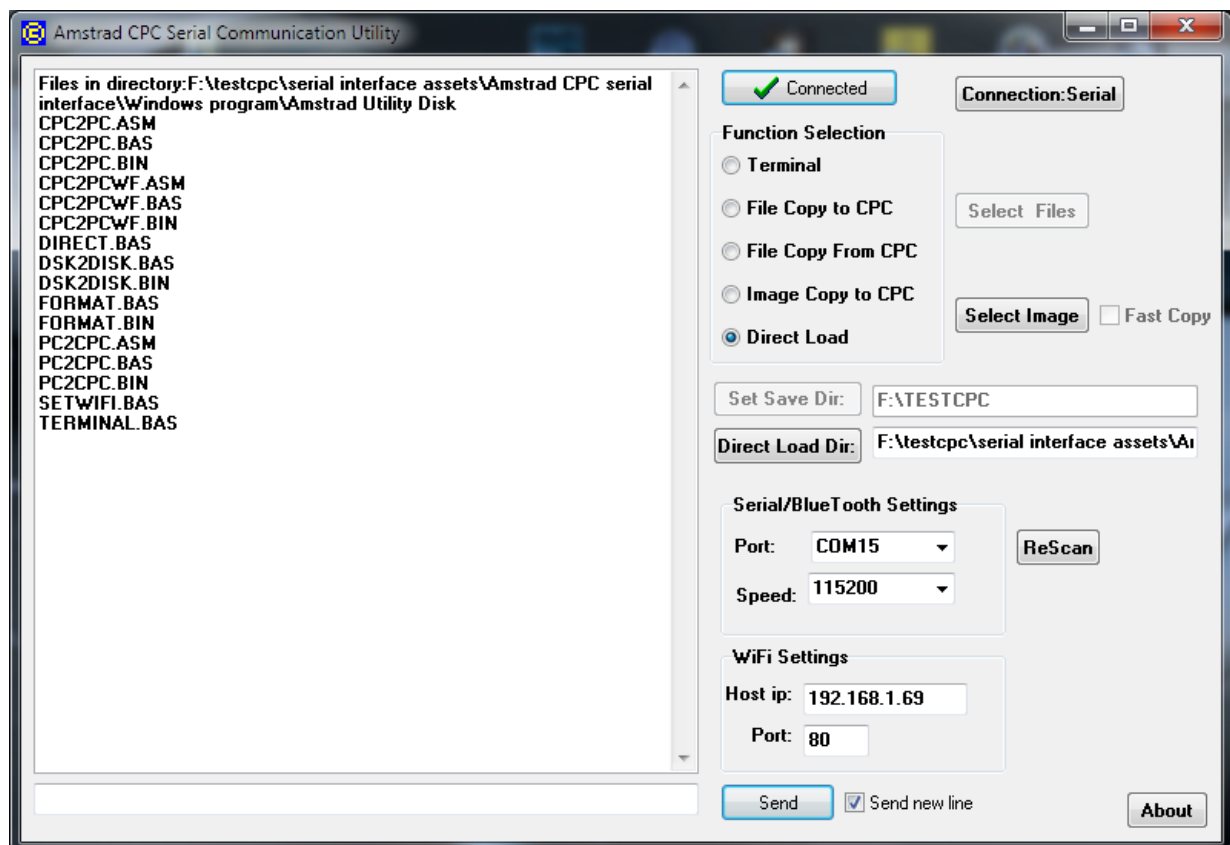 Amstrad CPC Serial Communication Utility
Files in directory:F:\testcpc\serial interface assets\Amstrad CPC serial
interface\Windows program\Amstrad Utility Disk
CPC2PC.ASM
CPC2PC.BAS
CPC2PC.BIN
CPC2PCWF.ASM
CPC2PCWF.BAS
CPC2PCWF.BIN
DIRECT.BAS
DSK2DISK.BAS
DSK2DISK.BIN
FORMAT.BAS
FORMAT.BIN
PC2CPC.ASM
PC2CPC.BAS
PC2CPC.BIN
SETWIFI.BAS
TERMINAL.BAS
Connected
Connection:Serial
Function Selection
Terminal
File Copy to CPC
Select Files
File Copy From CPC
Image Copy to CPC
Select Image
Fast Copy
Direct Load
Set Save Dir:
F:\TESTCPC
Direct Load Dir:
F:\testcpc\serial interface assets\
Serial/BlueTooth Settings
Port: COM15
ReScan
Speed: 115200
WiFi Settings
Host ip: 192.168.1.69
Port: 80
Send
Send new line
About